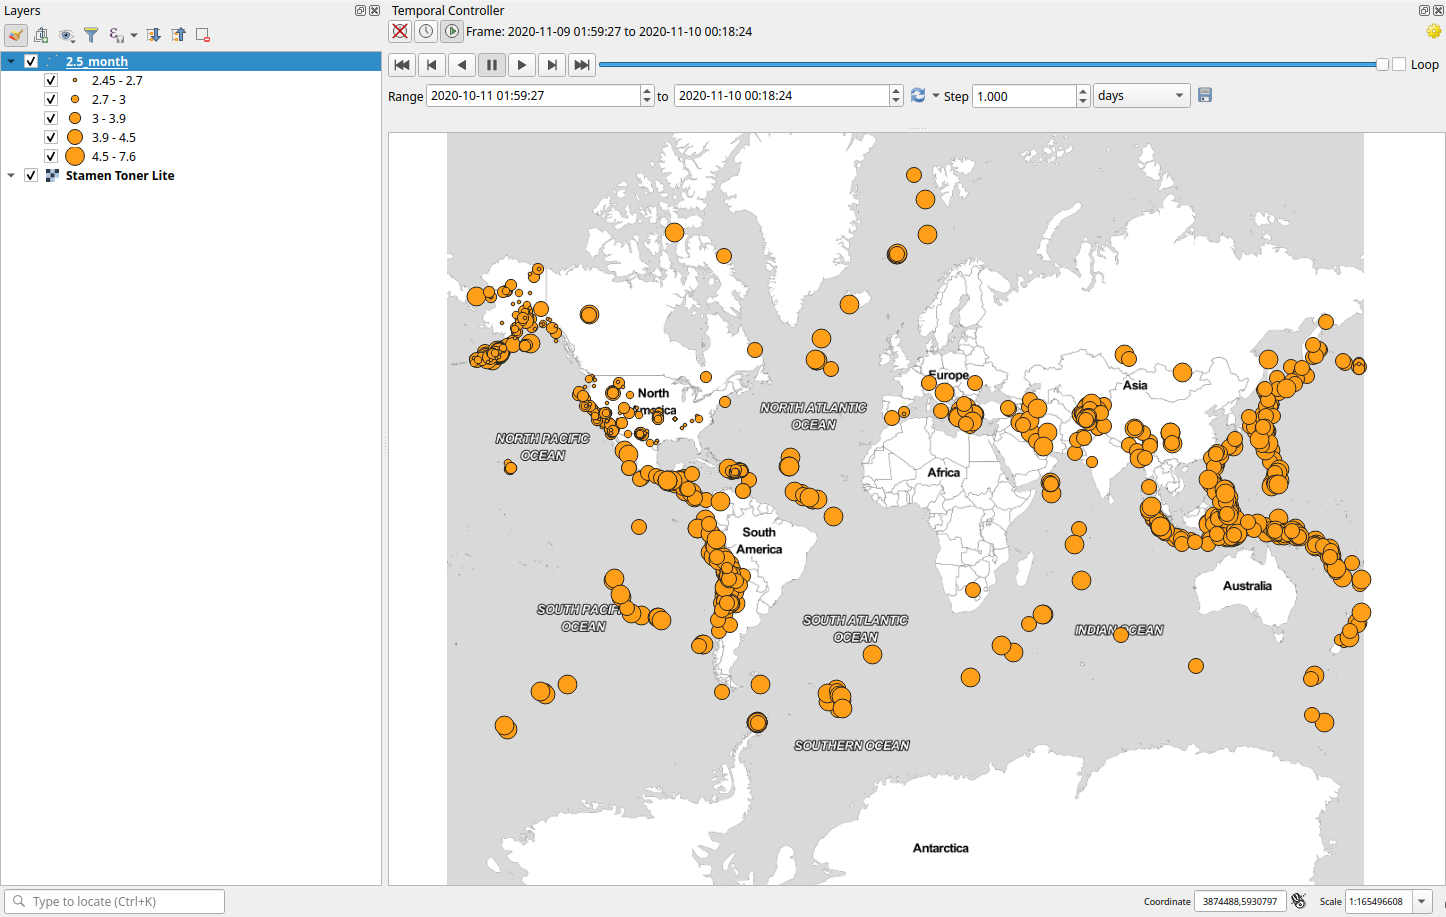 Layers
2.5_month
2.45 - 2.7
2.7 - 3
3 - 3.9
3.9 - 4.5
4.5 - 7.6
Stamen Toner Lite
Temporal Controller
Frame: 2020-11-09 01:59:27 to 2020-11-10 00:18:24
Loop
Range 2020-10-11 01:59:27 to 2020-11-10 00:18:24 Step 1.000 days
Europe
Asia
North
America
NORTH ATLANTIC
OCEAN
NORTH PACIFIC
OCEAN
Africa
South
America
Australia
SOUTH PACIF
OCEAN
SOUTH ATLANTIC
OCEAN
INDIAN OCEAN
SOUTHERN OCEAN
Antarctica
Type to locate (Ctrl+K)
Coordinate 3874488,5930797 Scale 1:165496608